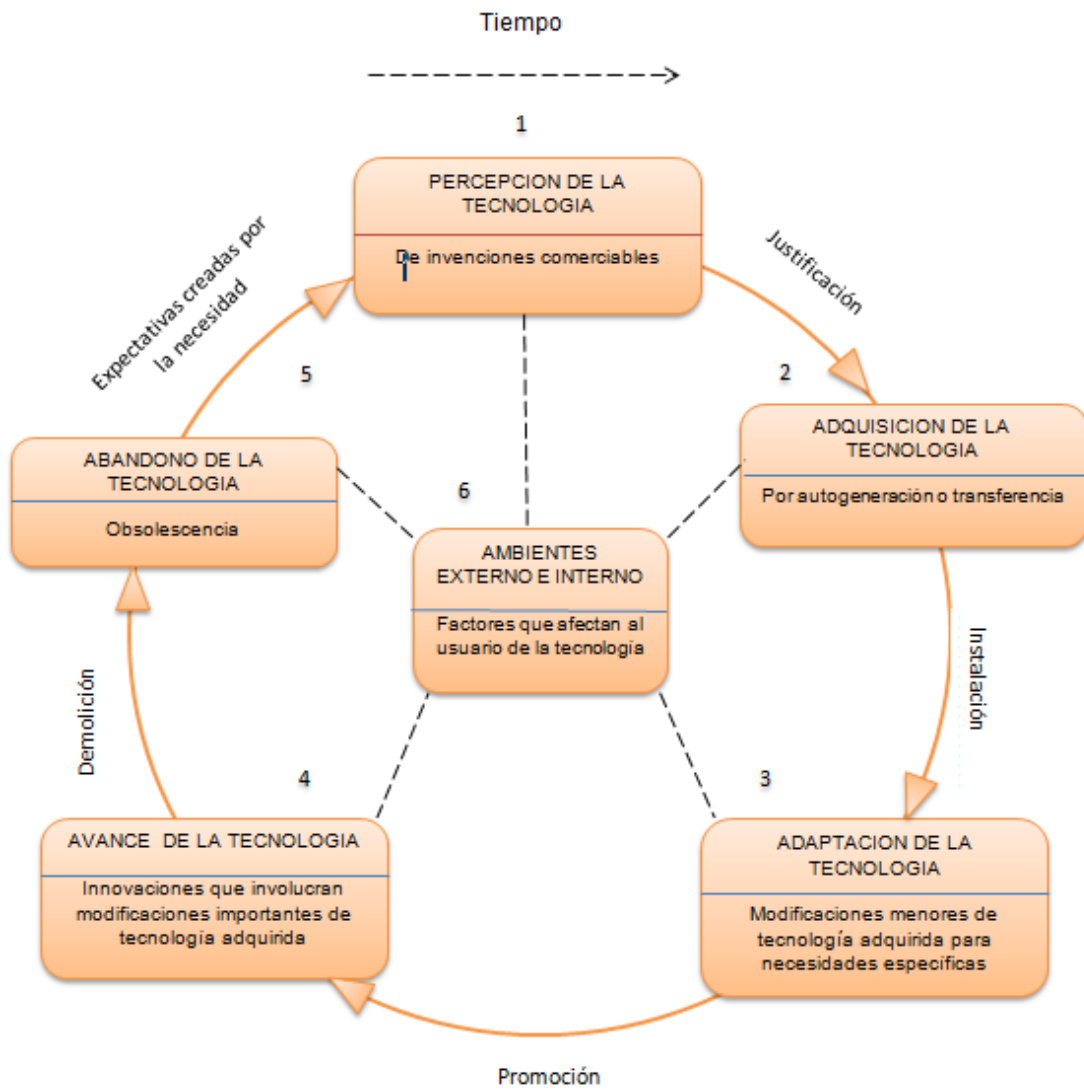 Tiempo
1
PERCEPCION DE LA
TECNOLOGIA
De invenciones comerciables
Justificación
2
ADQUISICION DE LA
TECNOLOGIA
Por autogeneración o transferencia
Instalación
3
ADAPTACION DE LA
TECNOLOGIA
Modificaciones menores de
tecnología adquirida para
necesidades específicas
Promoción
4
AVANCE DE LA TECNOLOGIA
Innovaciones que involucran
modificaciones importantes de
tecnología adquirida
Demolición
5
ABANDONO DE LA
TECNOLOGIA
Obsolescencia
Expectativas creadas por
la necesidad
6
AMBIENTES
EXTERNO E INTERNO
Factores que afectan al
usuario de la tecnología